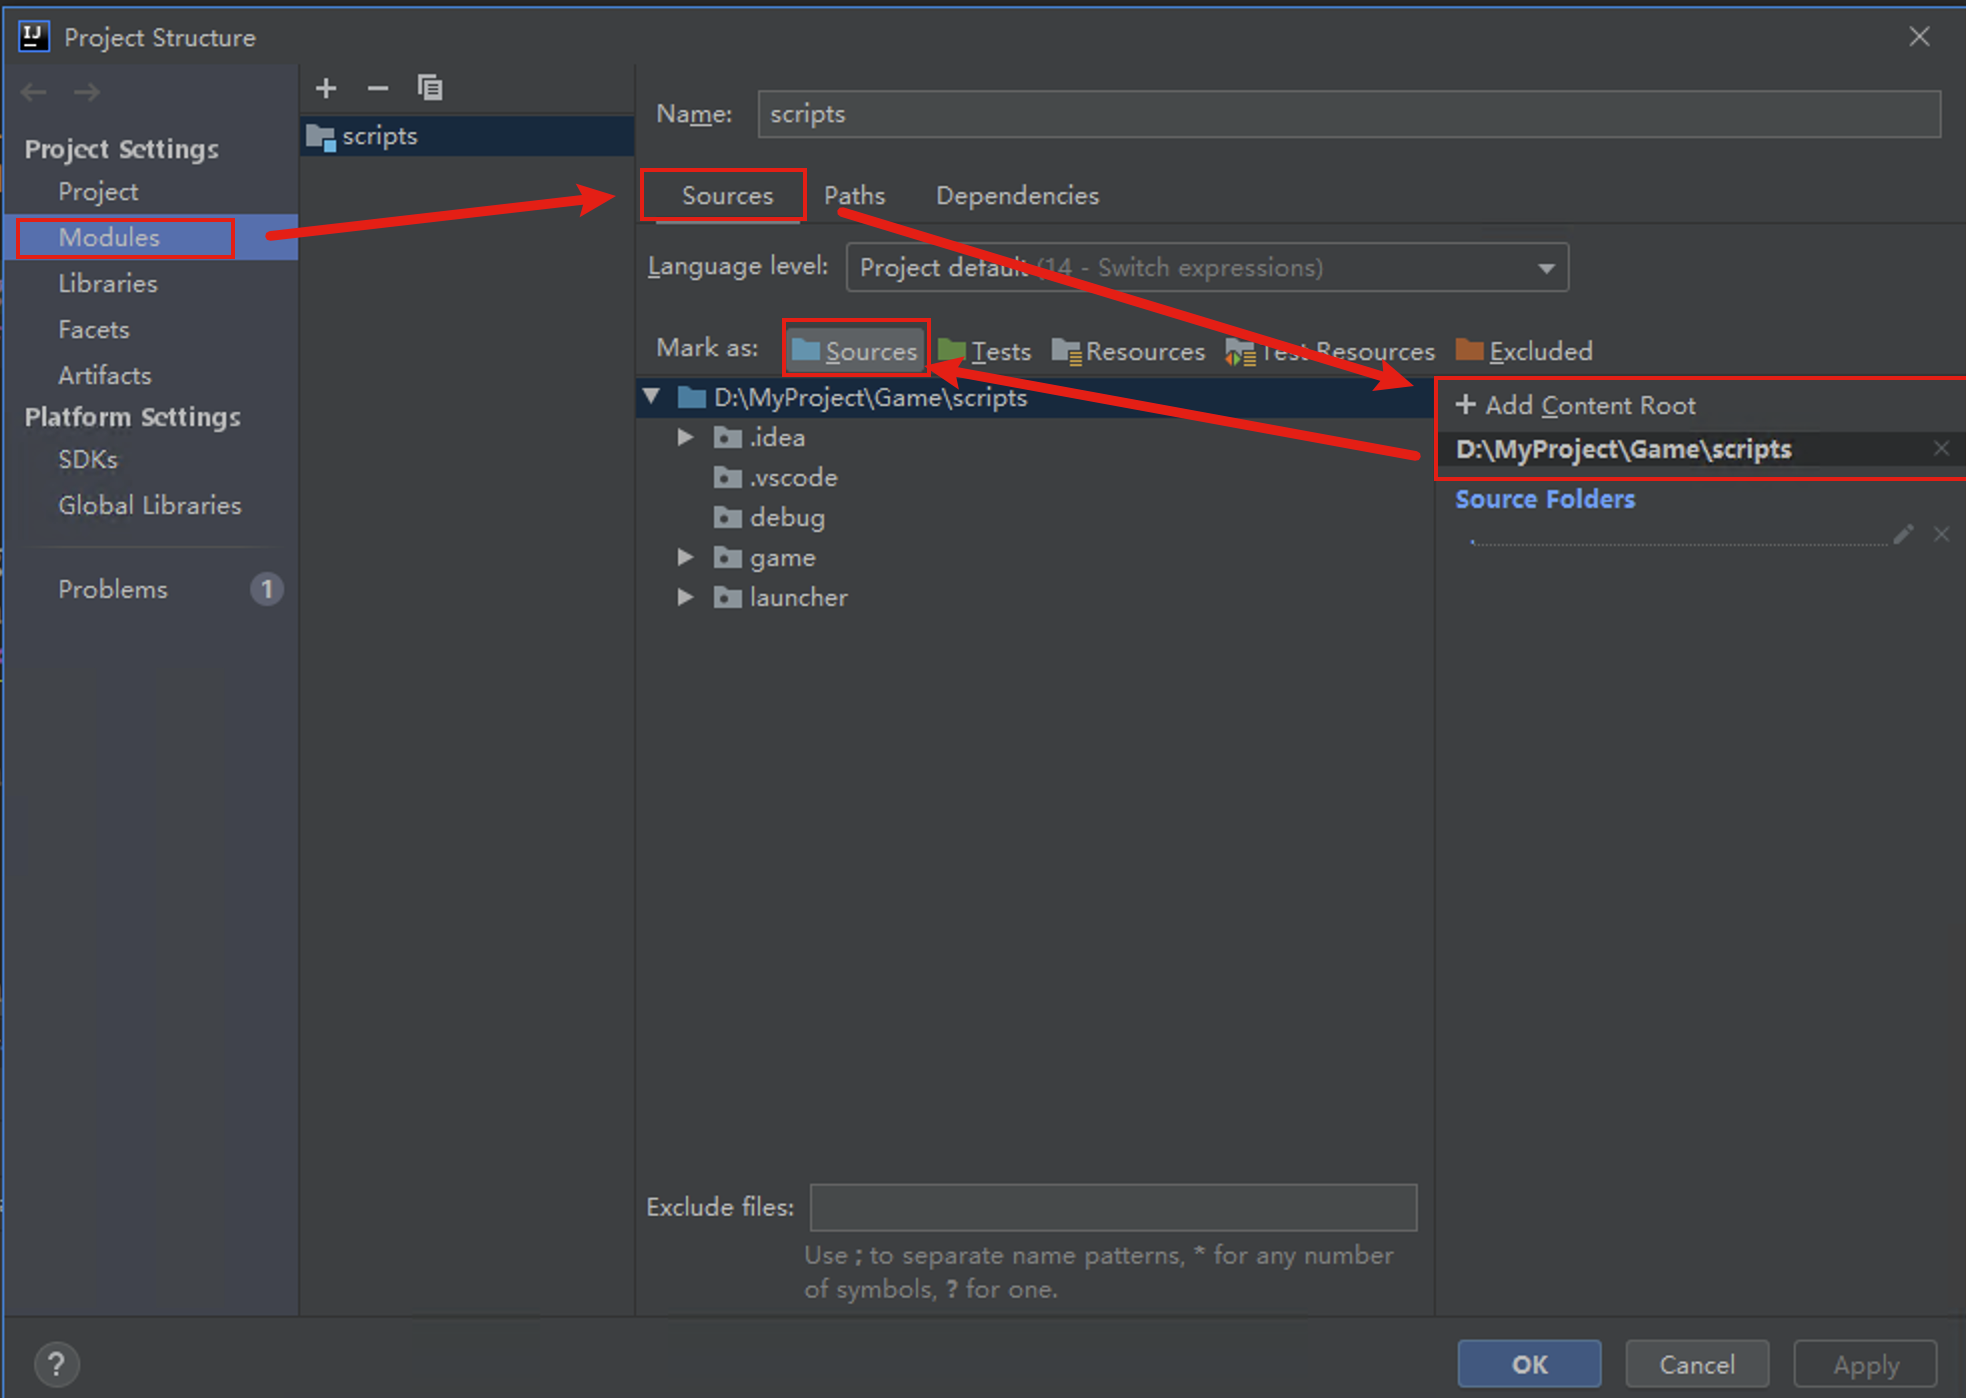 Project Structure
Project Settings
Project
Modules
Libraries
Facets
Artifacts
Platform Settings
SDKs
Global Libraries
Problems 1
scripts
Name: scripts
Sources Paths Dependencies
Language level: Project default (14 - Switch expressions)
Mark as: Sources Tests Resources Test Resources Excluded
D:\MyProject\Game\scripts
.idea
.vscode
debug
game
launcher
+ Add Content Root
D:\MyProject\Game\scripts
Source Folders
.
Exclude files:
Use ; to separate name patterns, * for any number
of symbols, ? for one.
? OK Cancel Apply